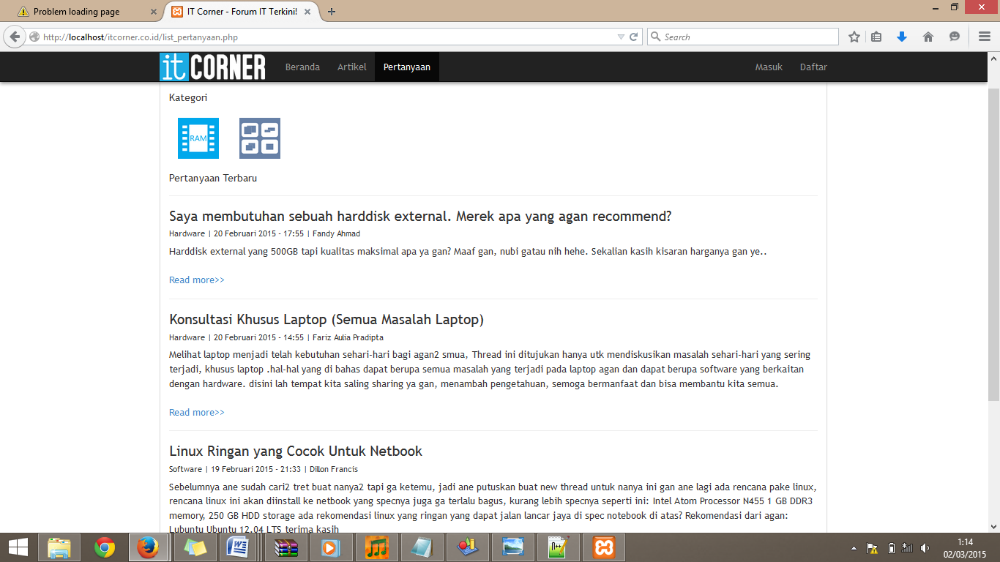 Problem loading page
IT Corner - Forum IT Terkini!
http://localhost/itcorner.co.id/list_pertanyaan.php
Search
it CORNER
Beranda
Artikel
Pertanyaan
Masuk
Daftar
Kategori
RAM
Pertanyaan Terbaru
Saya membutuhan sebuah harddisk external. Merek apa yang agan recommend?
Hardware | 20 Februari 2015 - 17:55 | Fandy Ahmad
Harddisk external yang 500GB tapi kualitas maksimal apa ya gan? Maaf gan, nubi gatau nih hehe. Sekalian kasih kisaran harganya gan ye..
Read more>>
Konsultasi Khusus Laptop (Semua Masalah Laptop)
Hardware | 20 Februari 2015 - 14:55 | Fariz Aulia Pradipta
Melihat laptop menjadi telah kebutuhan sehari-hari bagi agan2 smua, Thread ini ditujukan hanya utk mendiskusikan masalah sehari-hari yang sering
terjadi, khusus laptop .hal-hal yang di bahas dapat berupa semua masalah yang terjadi pada laptop agan dan dapat berupa software yang berkaitan
dengan hardware. disini lah tempat kita saling sharing ya gan, menambah pengetahuan, semoga bermanfaat dan bisa membantu kita semua.
Read more>>
Linux Ringan yang Cocok Untuk Netbook
Software | 19 Februari 2015 - 21:33 | Dillon Francis
Sebelumnya ane sudah cari2 tret buat nanya2 tapi ga ketemu, jadi ane putuskan buat new thread untuk nanya ini gan ane lagi ada rencana pake linux,
rencana linux ini akan diinstall ke netbook yang specnya juga ga terlalu bagus, kurang lebih specnya seperti ini: Intel Atom Processor N455 1 GB DDR3
memory, 250 GB HDD storage ada rekomendasi linux yang ringan yang dapat jalan lancar jaya di spec notebook di atas? Rekomendasi dari agan:
Lubuntu Ubuntu 12.04 LTS terima kasih
1:14
02/03/2015